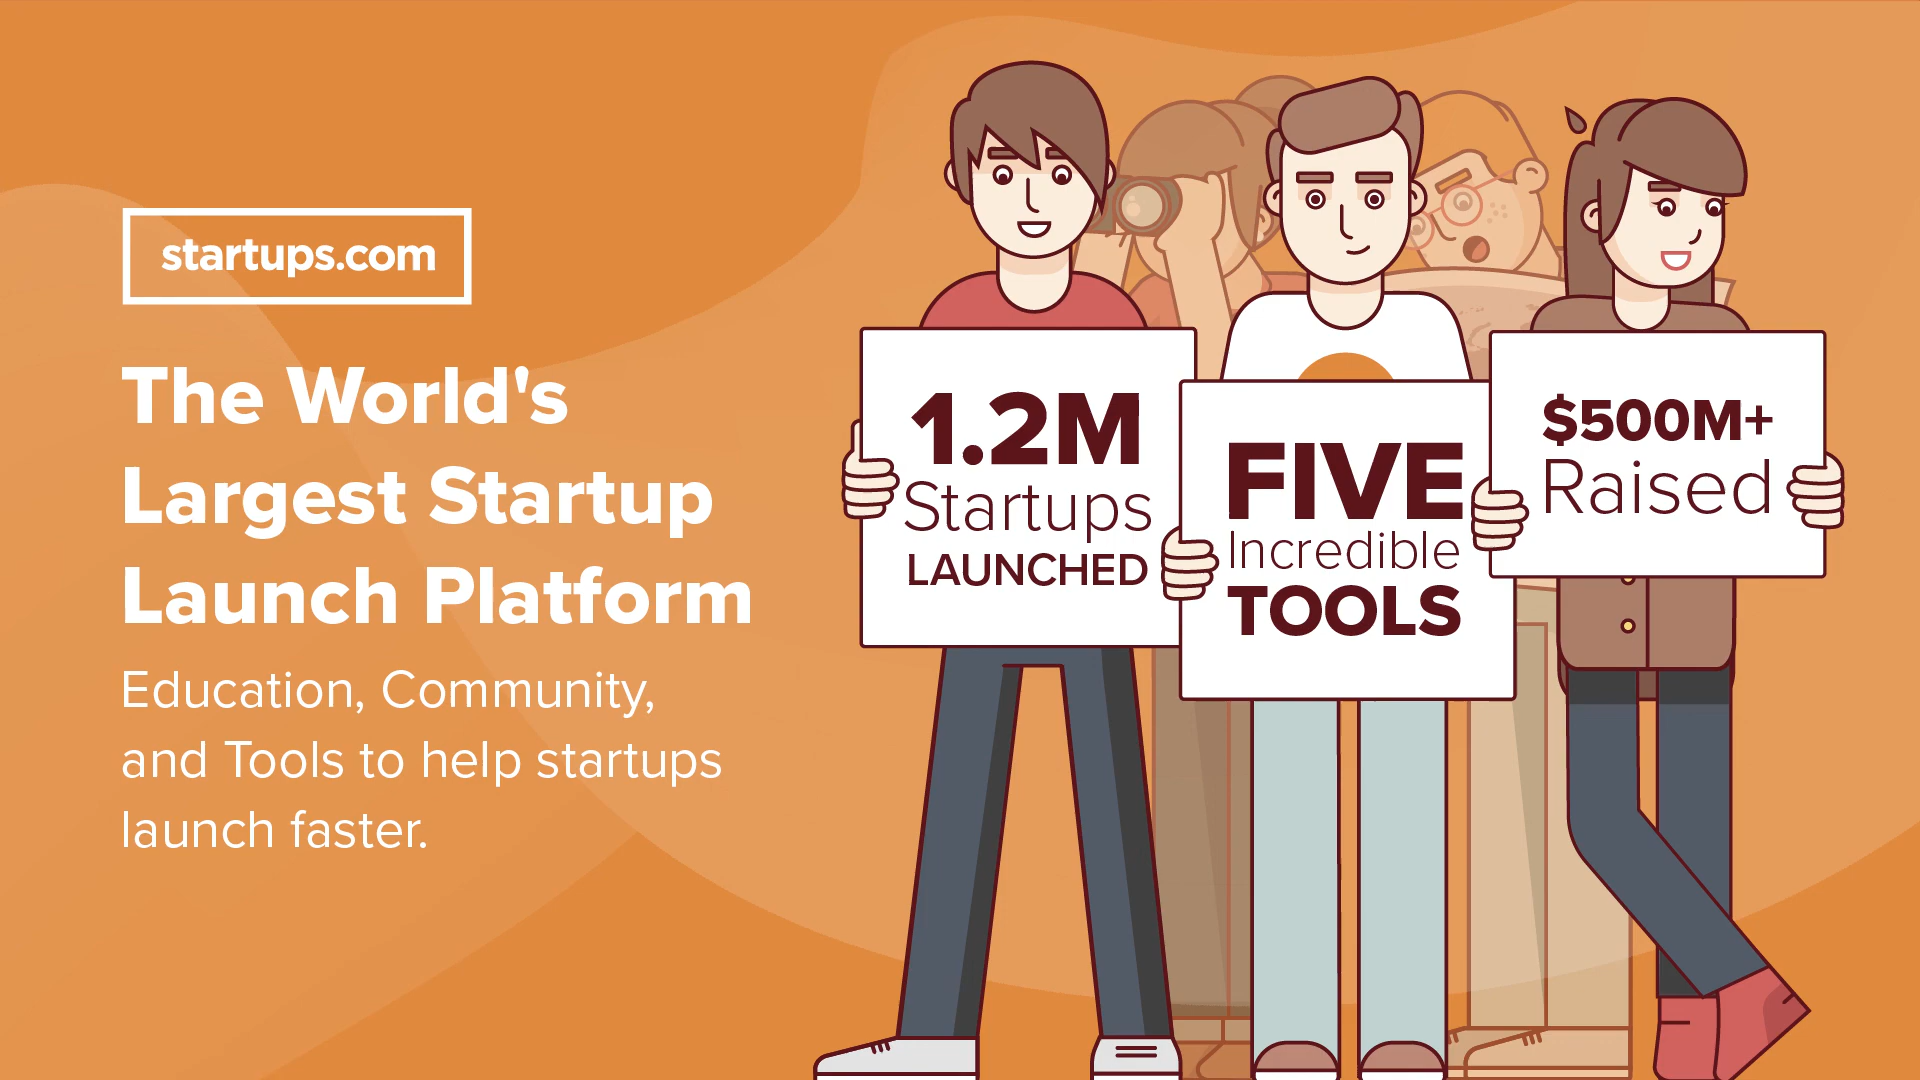 startups.com
The World's
Largest Startup
Launch Platform
Education, Community,
and Tools to help startups
launch faster.
1.2M
Startups
LAUNCHED
FIVE
Incredible
TOOLS
$500M+
Raised